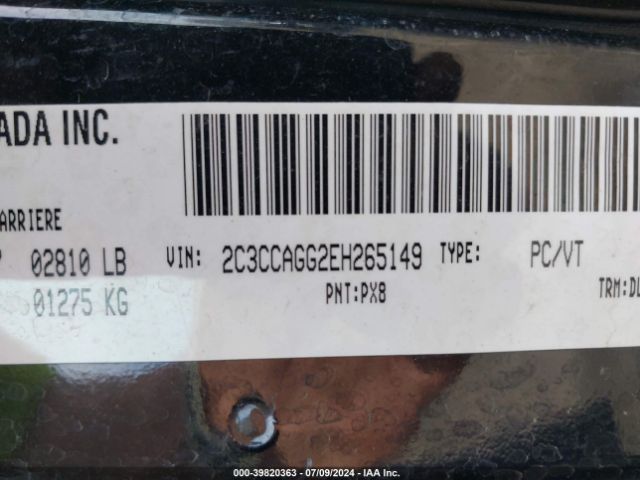 ADA INC.
ARRIERE
02810 LB VIN: 2C3CCAGG2EH265149 TYPE: PC/VT
01275 KG PNT:PX8 TRM:DL
000-39820363 - 07/09/2024 - IAA Inc.